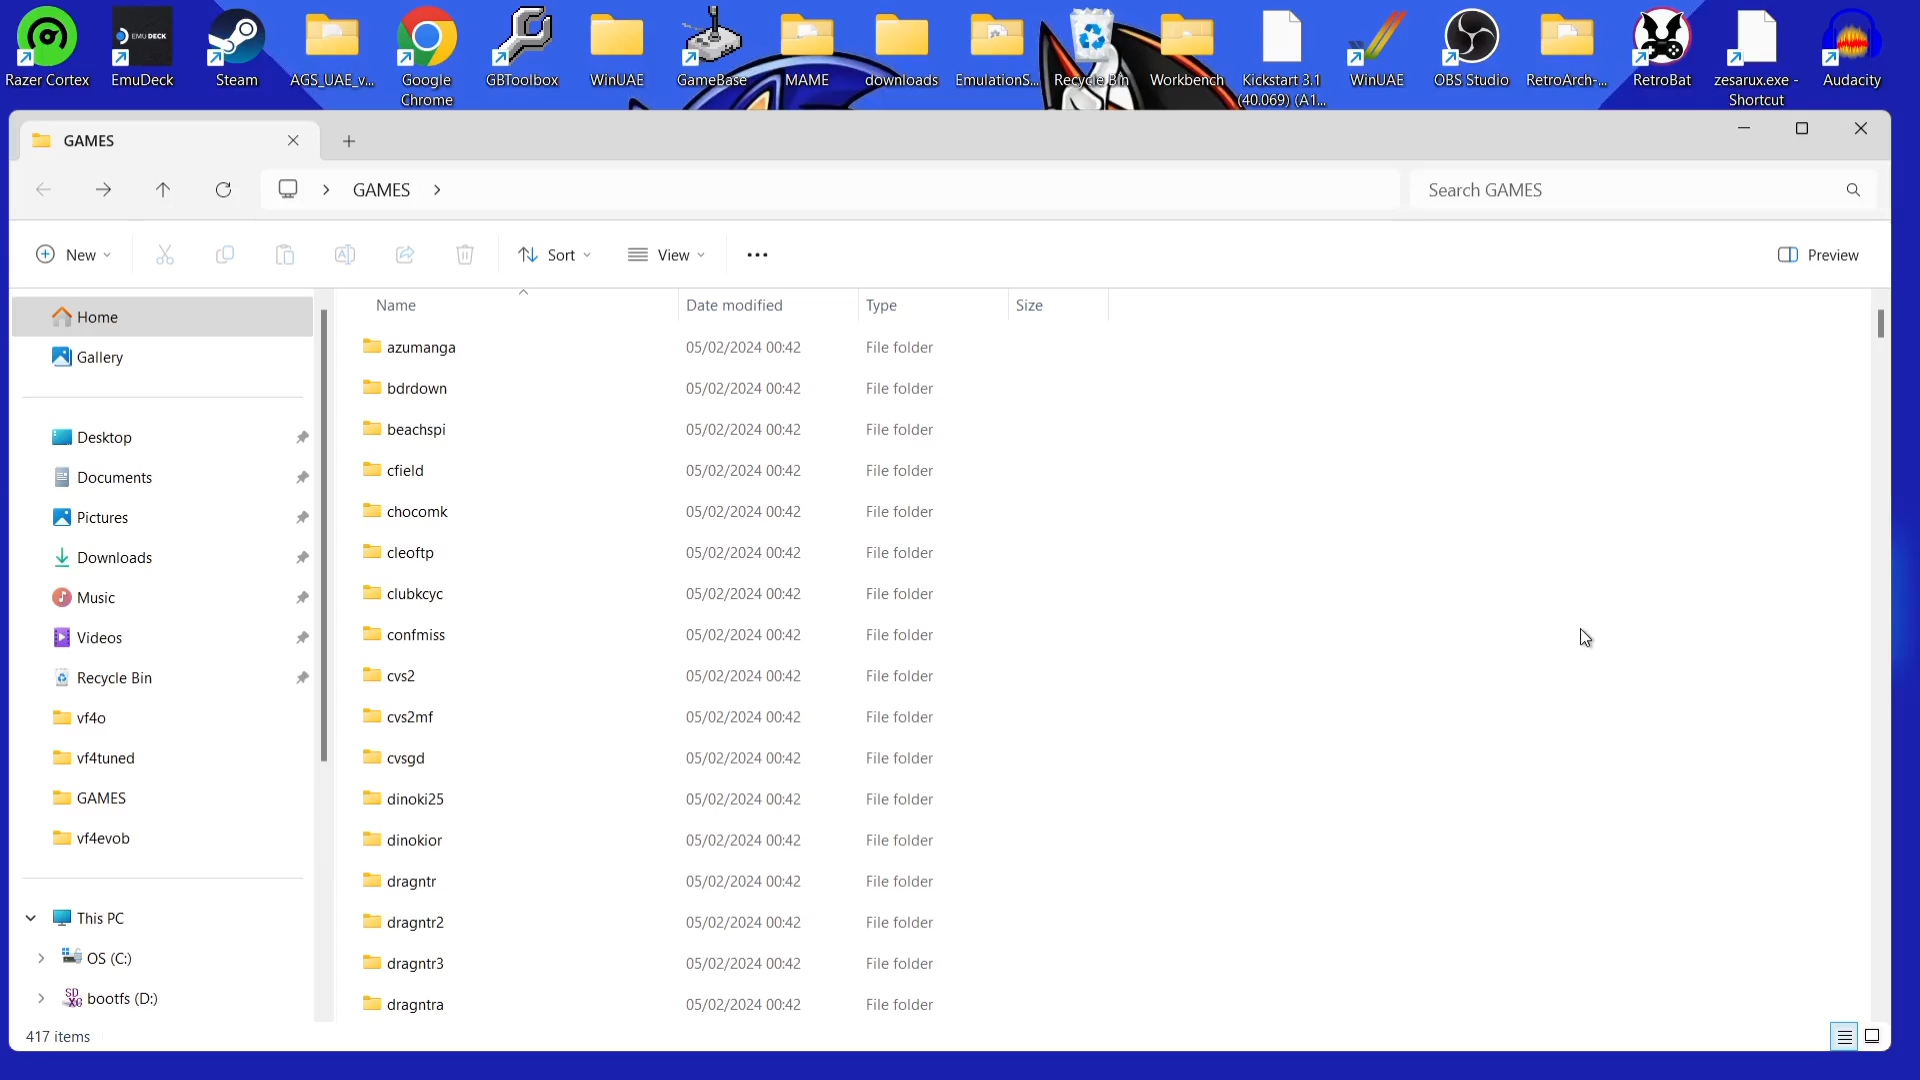 Razer Cortex
EmuDeck
EMUDECK
Steam
AGS_UAE_v...
Google
Chrome
GBToolbox
WinUAE
GameBase
MAME
downloads
EmulationS...
Recycle Bin
Workbench
Kickstart 3.1
(40.069) (A1...
WinUAE
OBS Studio
RetroArch-...
RetroBat
zesarux.exe -
Shortcut
Audacity
GAMES
GAMES
Search GAMES
New
Sort
View
Preview
Name Date modified Type Size
Home
Gallery
Desktop
Documents
Pictures
Downloads
Music
Videos
Recycle Bin
vf4o
vf4tuned
GAMES
vf4evob
This PC
OS (C:)
bootfs (D:)
azumanga 05/02/2024 00:42 File folder
bdrdown 05/02/2024 00:42 File folder
beachspi 05/02/2024 00:42 File folder
cfield 05/02/2024 00:42 File folder
chocomk 05/02/2024 00:42 File folder
cleoftp 05/02/2024 00:42 File folder
clubkcyc 05/02/2024 00:42 File folder
confmiss 05/02/2024 00:42 File folder
cvs2 05/02/2024 00:42 File folder
cvs2mf 05/02/2024 00:42 File folder
cvsgd 05/02/2024 00:42 File folder
dinoki25 05/02/2024 00:42 File folder
dinokior 05/02/2024 00:42 File folder
dragntr 05/02/2024 00:42 File folder
dragntr2 05/02/2024 00:42 File folder
dragntr3 05/02/2024 00:42 File folder
dragntra 05/02/2024 00:42 File folder
417 items